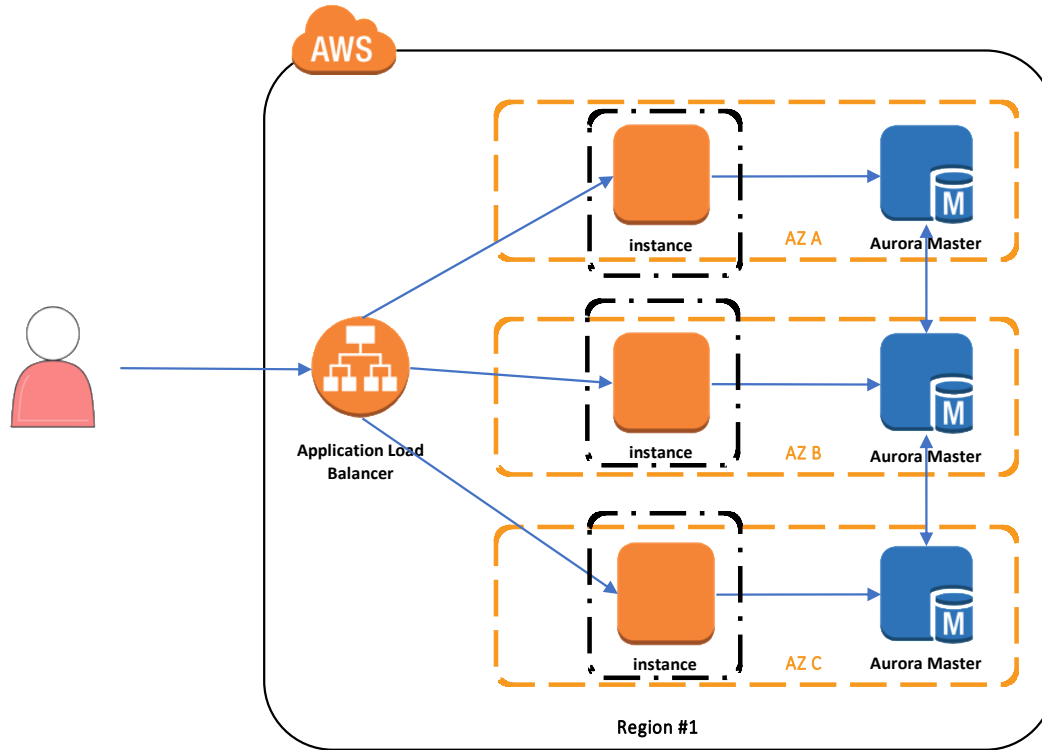 AWS
M
instance
AZ A
Aurora Master
M
instance
AZ B
Aurora Master
Application Load
Balancer
M
instance
AZ C
Aurora Master
Region #1